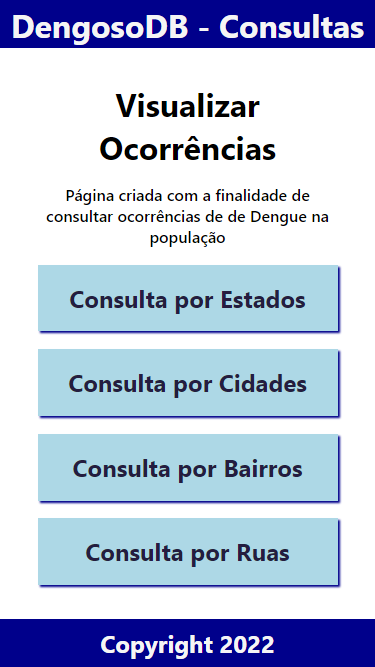 DengosoDB - Consultas
Visualizar
Ocorrências
Página criada com a finalidade de
consultar ocorrências de de Dengue na
população
Consulta por Estados
Consulta por Cidades
Consulta por Bairros
Consulta por Ruas
Copyright 2022